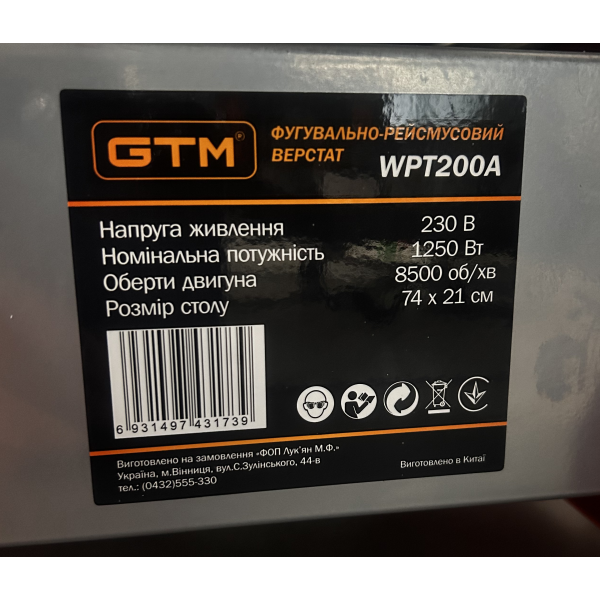 GTM®
ФУГУВАЛЬНО-РЕЙСМУСОВИЙ
ВЕРСТАТ WPT200A
Напруга живлення 230 В
Номінальна потужність 1250 Вт
Оберти двигуна 8500 об/хв
Розмір столу 74 x 21 см
6 931497 431739
Виготовлено на замовлення «ФОП Лук'ян М.Ф.»
Україна, м.Вінниця, вул.С.Зулінського, 44-в
тел.: (0432)555-330
Виготовлено в Китаї